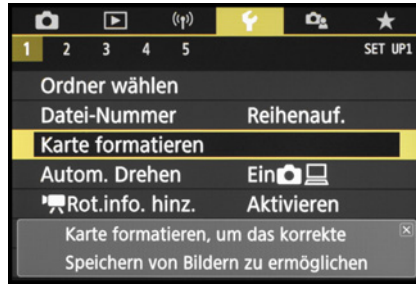 1 2 3 4 5 SET UP1
Ordner wählen
Datei-Nummer Reihenauf.
Karte formatieren
Autom. Drehen Ein
Rot.info. hinz. Aktivieren
Karte formatieren, um das korrekte
Speichern von Bildern zu ermöglichen